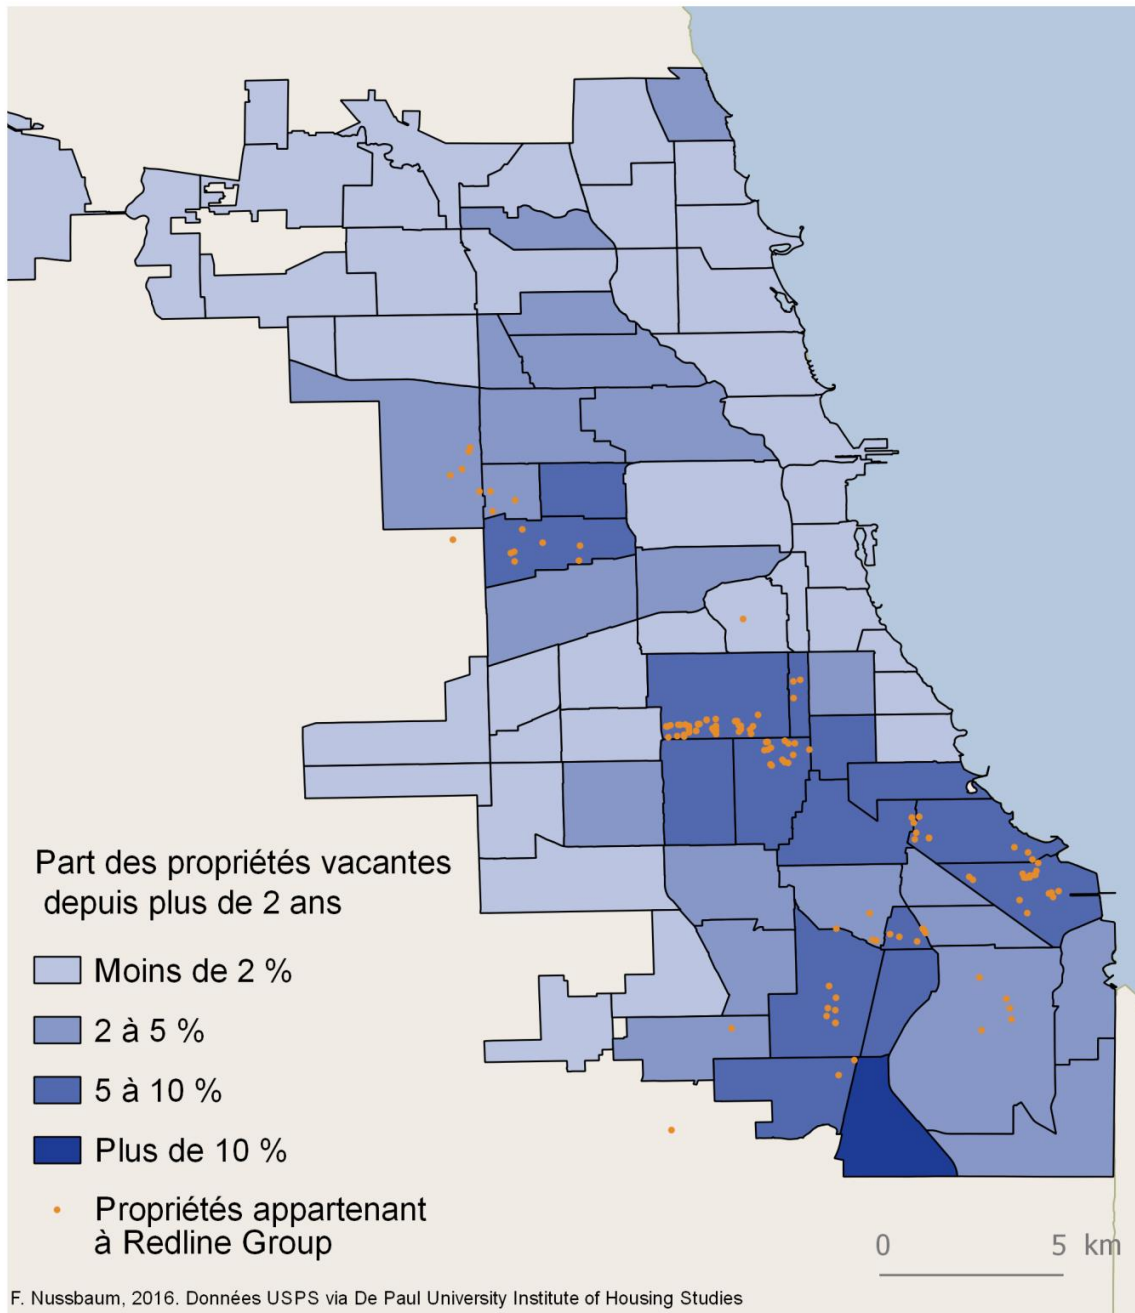 Part des propriétés vacantes
depuis plus de 2 ans
Moins de 2 %
2 à 5 %
5 à 10 %
Plus de 10 %
Propriétés appartenant
à Redline Group
0 5 km
F. Nussbaum, 2016. Données USPS via De Paul University Institute of Housing Studies